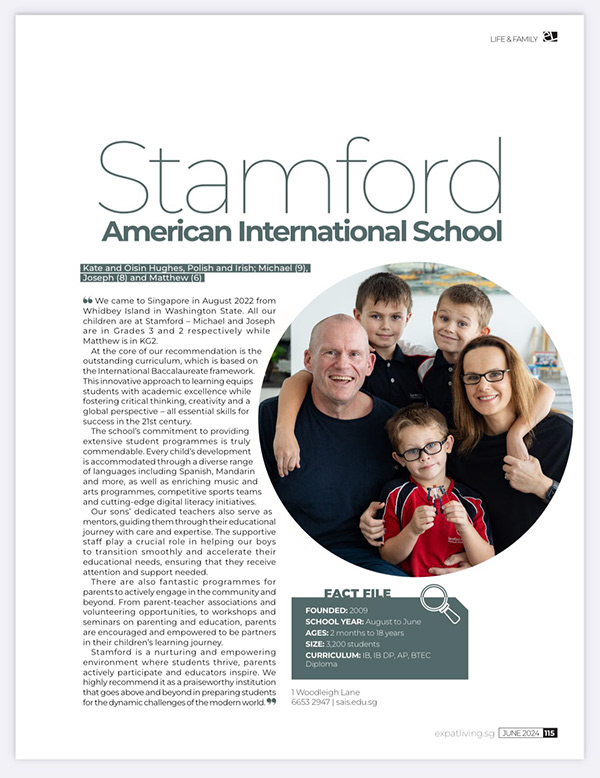 LIFE & FAMILY
Stamford
American International School
Kate and Oisin Hughes, Polish and Irish; Michael (9),
Joseph (8) and Matthew (6)
❝ We came to Singapore in August 2022 from
Whidbey Island in Washington State. All our
children are at Stamford – Michael and Joseph
are in Grades 3 and 2 respectively while
Matthew is in KG2.
At the core of our recommendation is the
outstanding curriculum, which is based on
the International Baccalaureate framework.
This innovative approach to learning equips
students with academic excellence while
fostering critical thinking, creativity and a
global perspective – all essential skills for
success in the 21st century.
The school's commitment to providing
extensive student programmes is truly
commendable. Every child's development
is accommodated through a diverse range
of languages including Spanish, Mandarin
and more, as well as enriching music and
arts programmes, competitive sports teams
and cutting-edge digital literacy initiatives.
Our sons' dedicated teachers also serve as
mentors, guiding them through their educational
journey with care and expertise. The supportive
staff play a crucial role in helping our boys
to transition smoothly and accelerate their
educational needs, ensuring that they receive
attention and support needed.
There are also fantastic programmes for
parents to actively engage in the community and
beyond. From parent-teacher associations and
volunteering opportunities, to workshops and
seminars on parenting and education, parents
are encouraged and empowered to be partners
in their children's learning journey.
Stamford is a nurturing and empowering
environment where students thrive, parents
actively participate and educators inspire. We
highly recommend it as a praiseworthy institution
that goes above and beyond in preparing students
for the dynamic challenges of the modern world. ❞
FACT FILE
FOUNDED: 2009
SCHOOL YEAR: August to June
AGES: 2 months to 18 years
SIZE: 3,200 students
CURRICULUM: IB, IB DP, AP, BTEC
Diploma
1 Woodleigh Lane
6653 2947 | sais.edu.sg
expatliving.sg JUNE 2024 115